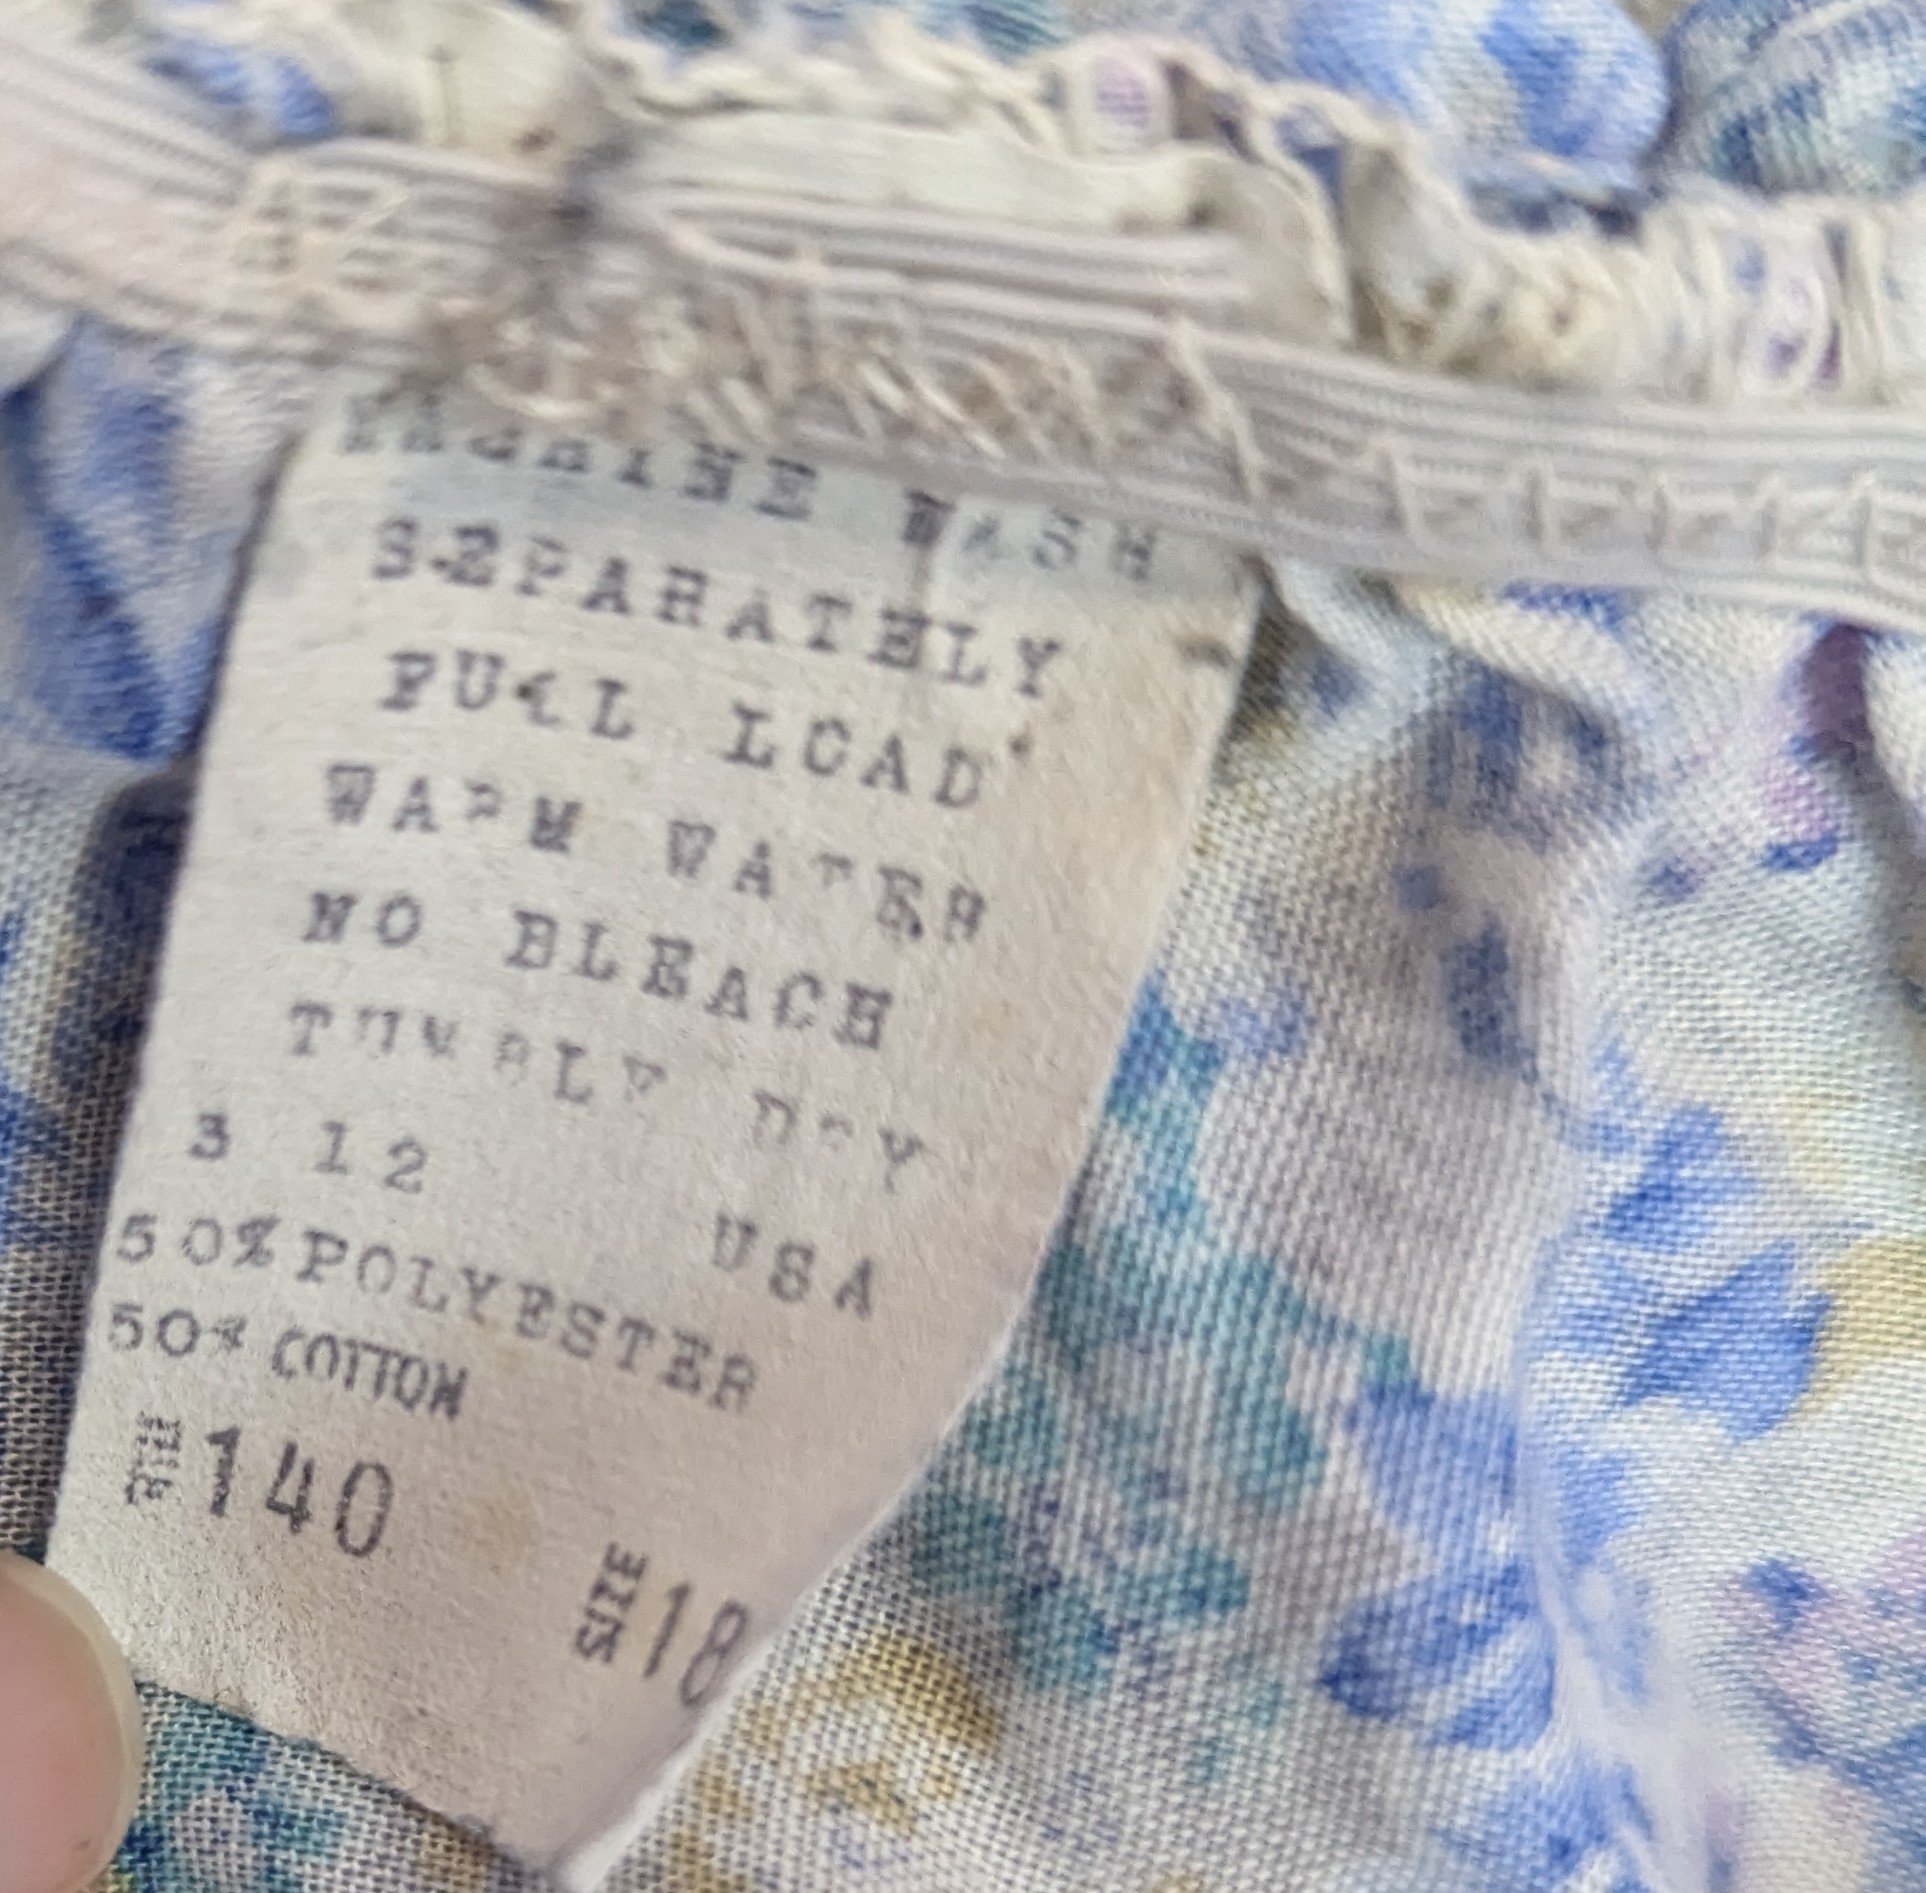 MACHINE WASH
SEPARATELY
FULL LOAD
WARM WATER
NO BLEACH
TUMBLE DRY
3 12 USA
50%POLYESTER
50% COTTON
140
SIZE 18